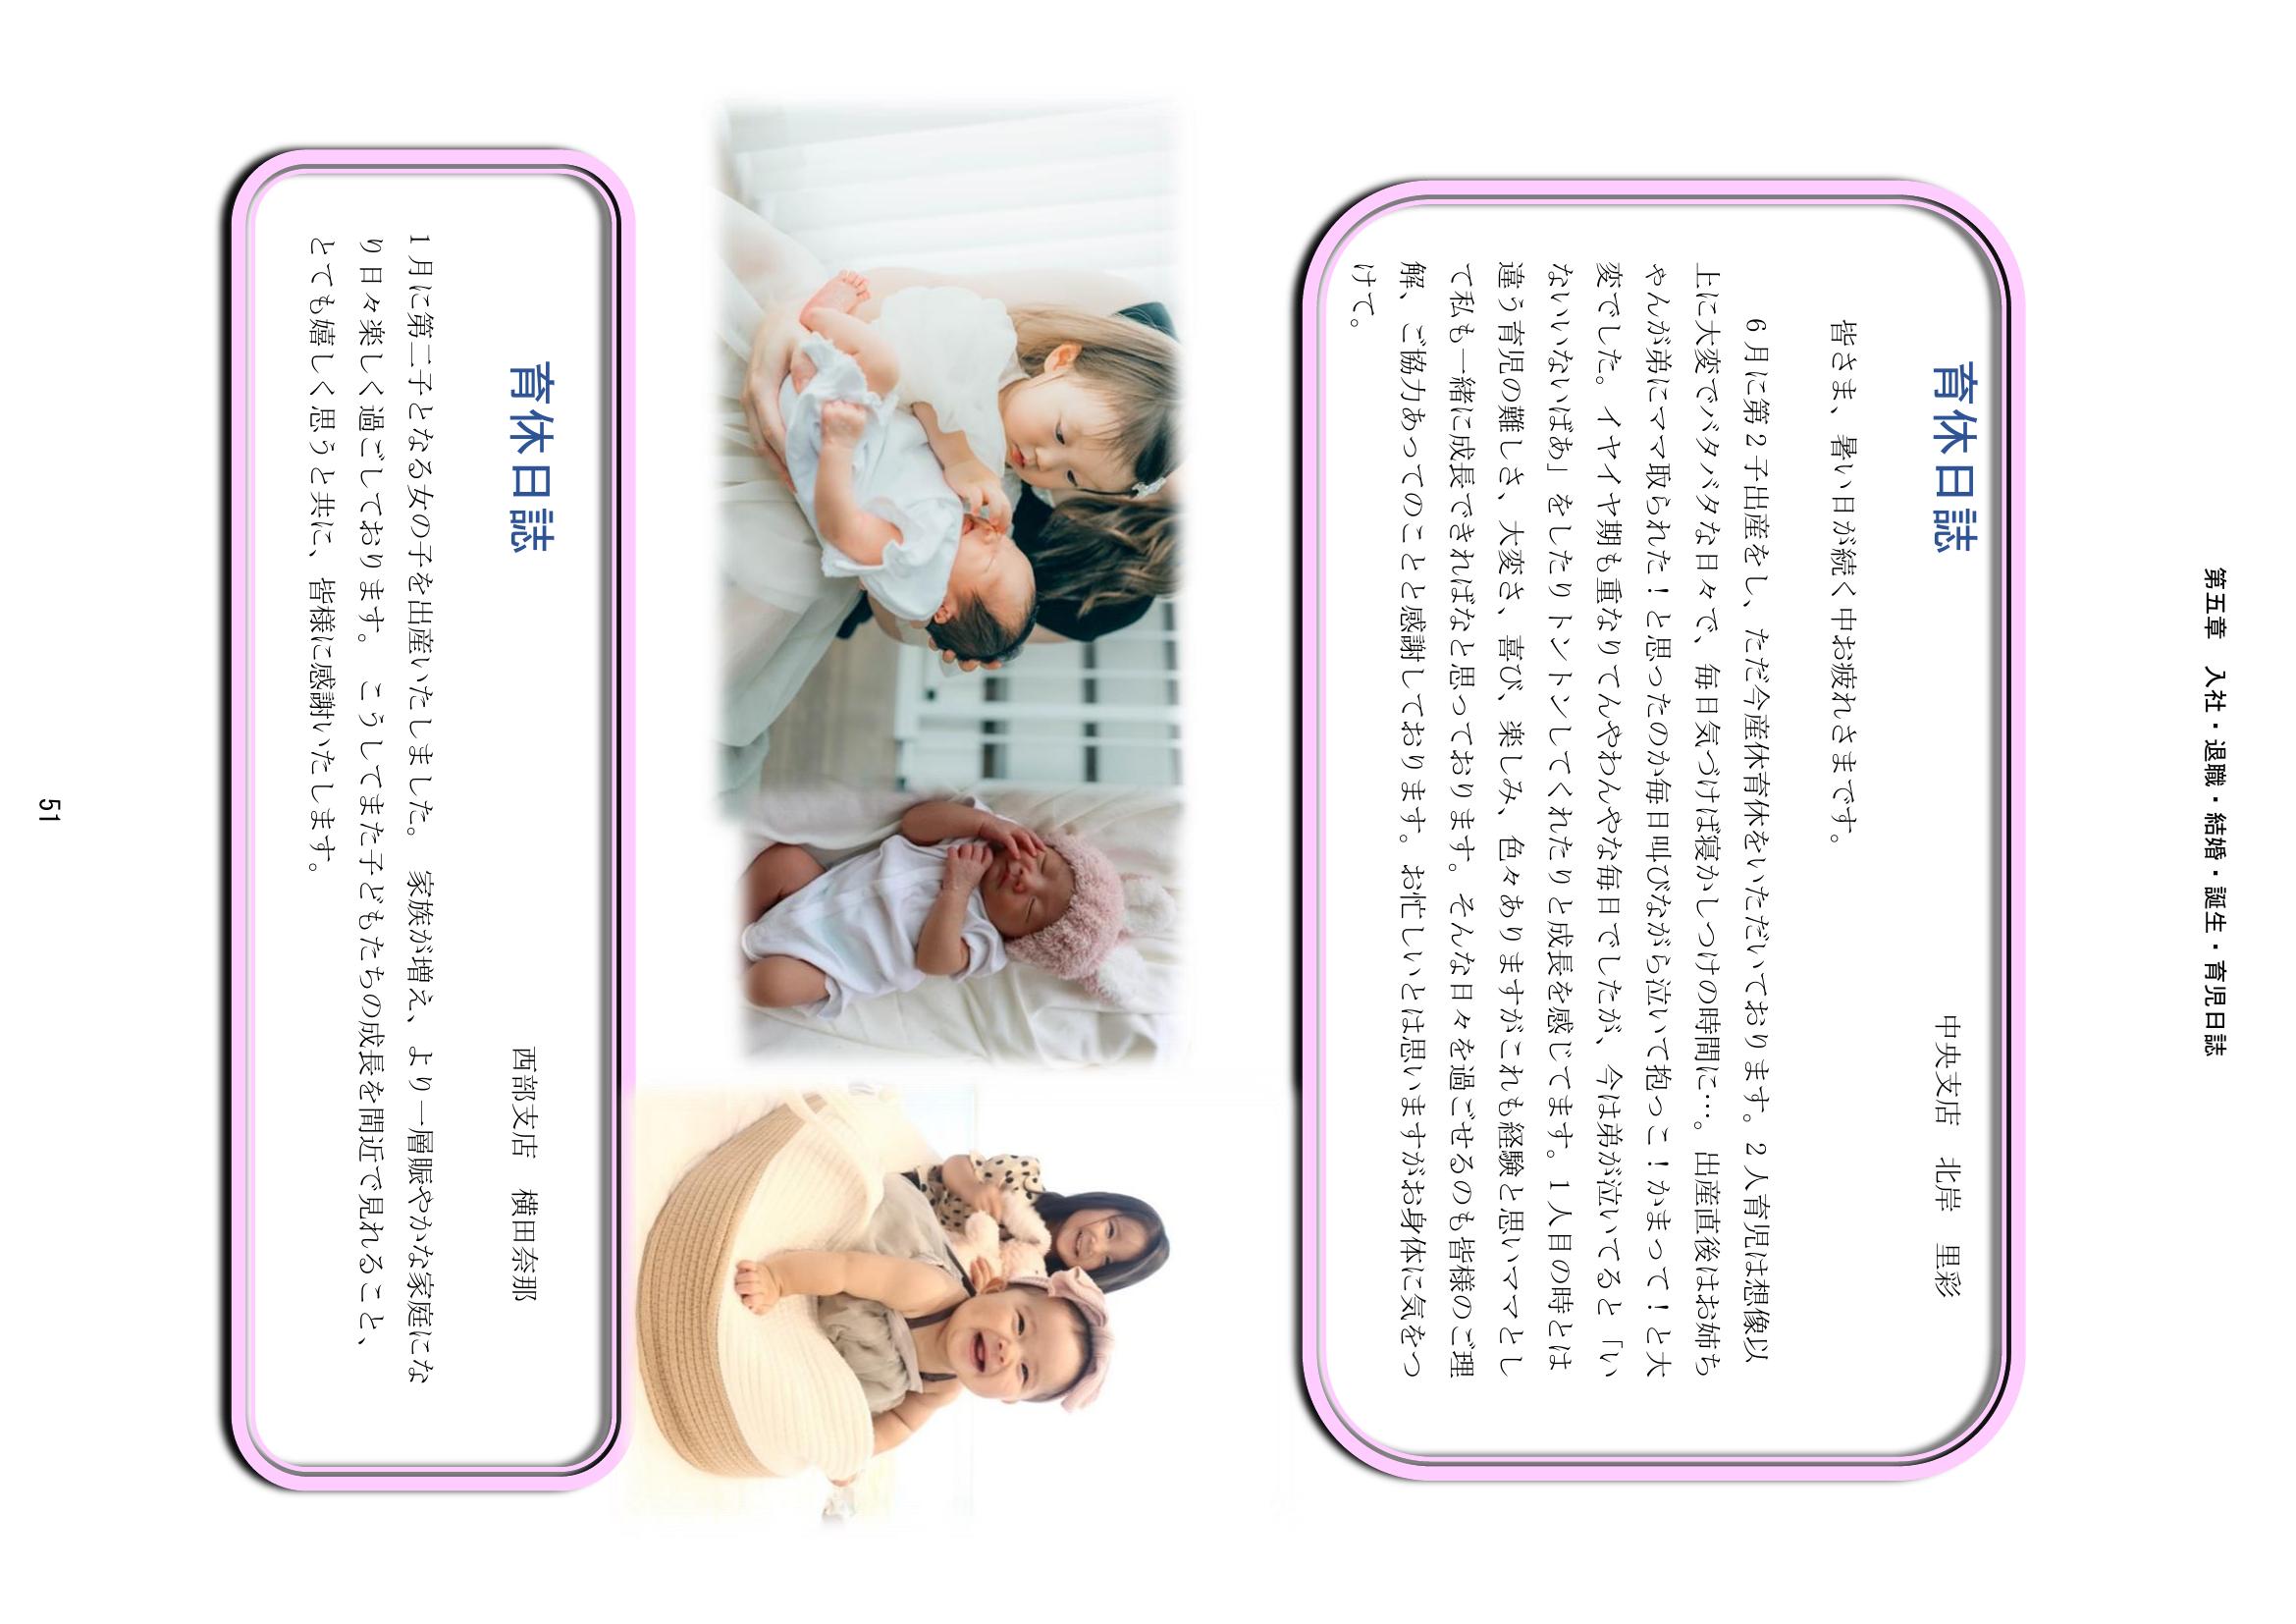 第五章　入社・退職・結婚・誕生・育児日誌
育休日誌
中央支店　北岸　里彩
皆さま、暑い日が続く中お疲れさまです。
6月に第2子出産をし、ただ今産休育休をいただいております。2人育児は想像以
上に大変でバタバタな日々で、毎日気づけば寝かしつけの時間に…。出産直後はお姉ち
ゃんが弟にママ取られた！と思ったのか毎日叫びながら泣いて抱っこ！かまって！と大
変でした。イヤイヤ期も重なりてんやわんやな毎日でしたが、今は弟が泣いてると「い
ないいないばあ」をしたりトントンしてくれたりと成長を感じてます。1人目の時とは
違う育児の難しさ、大変さ、喜び、楽しみ、色々ありますがこれも経験と思いママとし
て私も一緒に成長できればなと思っております。そんな日々を過ごせるのも皆様のご理
解、ご協力あってのことと感謝しております。お忙しいとは思いますがお身体に気をつ
けて。
育休日誌
西部支店　横田奈那
1月に第二子となる女の子を出産いたしました。　家族が増え、より一層賑やかな家庭にな
り日々楽しく過ごしております。　こうしてまた子どもたちの成長を間近で見れること、
とても嬉しく思うと共に、皆様に感謝いたします。
51